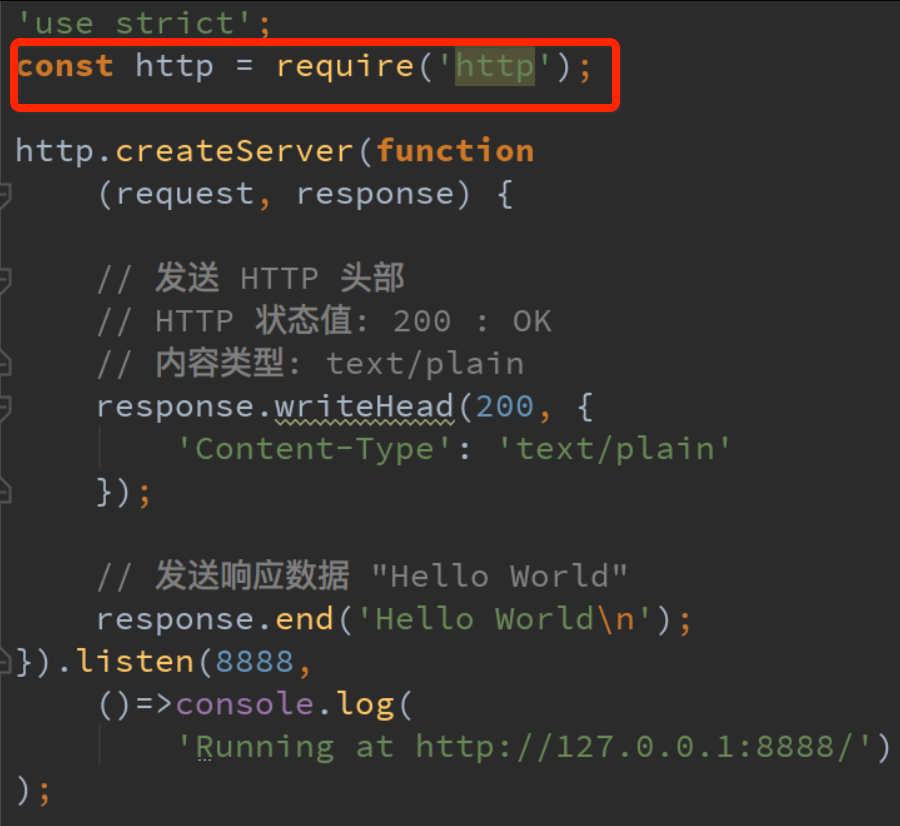 'use strict';
const http = require('http');
http.createServer(function
(request, response) {
// 发送 HTTP 头部
// HTTP 状态值: 200 : OK
// 内容类型: text/plain
response.writeHead(200, {
'Content-Type': 'text/plain'
});
// 发送响应数据 "Hello World"
response.end('Hello World\n');
}).listen(8888,
()=>console.log(
'Running at http://127.0.0.1:8888/')
);